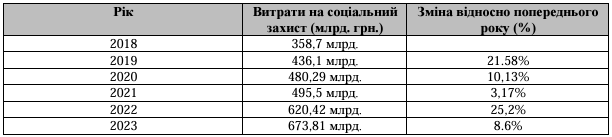 Рік Витрати на соціальний захист (млрд. грн.) Зміна відносно попереднього року (%)
2018 358,7 млрд.
2019 436,1 млрд. 21.58%
2020 480,29 млрд. 10,13%
2021 495,5 млрд. 3,17%
2022 620,42 млрд. 25,2%
2023 673,81 млрд. 8.6%